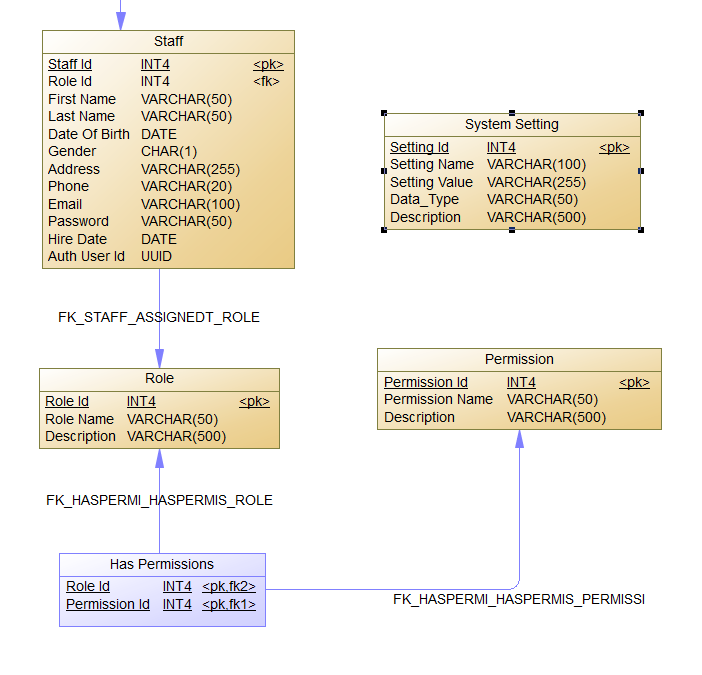 Staff
Staff Id INT4 <pk>
Role Id INT4 <fk>
First Name VARCHAR(50)
Last Name VARCHAR(50)
Date Of Birth DATE
Gender CHAR(1)
Address VARCHAR(255)
Phone VARCHAR(20)
Email VARCHAR(100)
Password VARCHAR(50)
Hire Date DATE
Auth User Id UUID
System Setting
Setting Id INT4 <pk>
Setting Name VARCHAR(100)
Setting Value VARCHAR(255)
Data_Type VARCHAR(50)
Description VARCHAR(500)
FK_STAFF_ASSIGNEDT_ROLE
Role
Role Id INT4 <pk>
Role Name VARCHAR(50)
Description VARCHAR(500)
Permission
Permission Id INT4 <pk>
Permission Name VARCHAR(50)
Description VARCHAR(500)
FK_HASPERMI_HASPERMIS_ROLE
Has Permissions
Role Id INT4 <pk,fk2>
Permission Id INT4 <pk,fk1>
FK_HASPERMI_HASPERMIS_PERMISSI